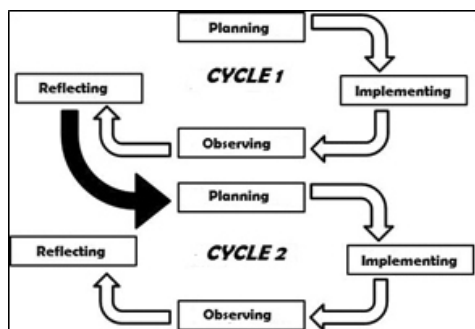 Planning
CYCLE 1
Reflecting
Implementing
Observing
Planning
Reflecting
CYCLE 2
Implementing
Observing